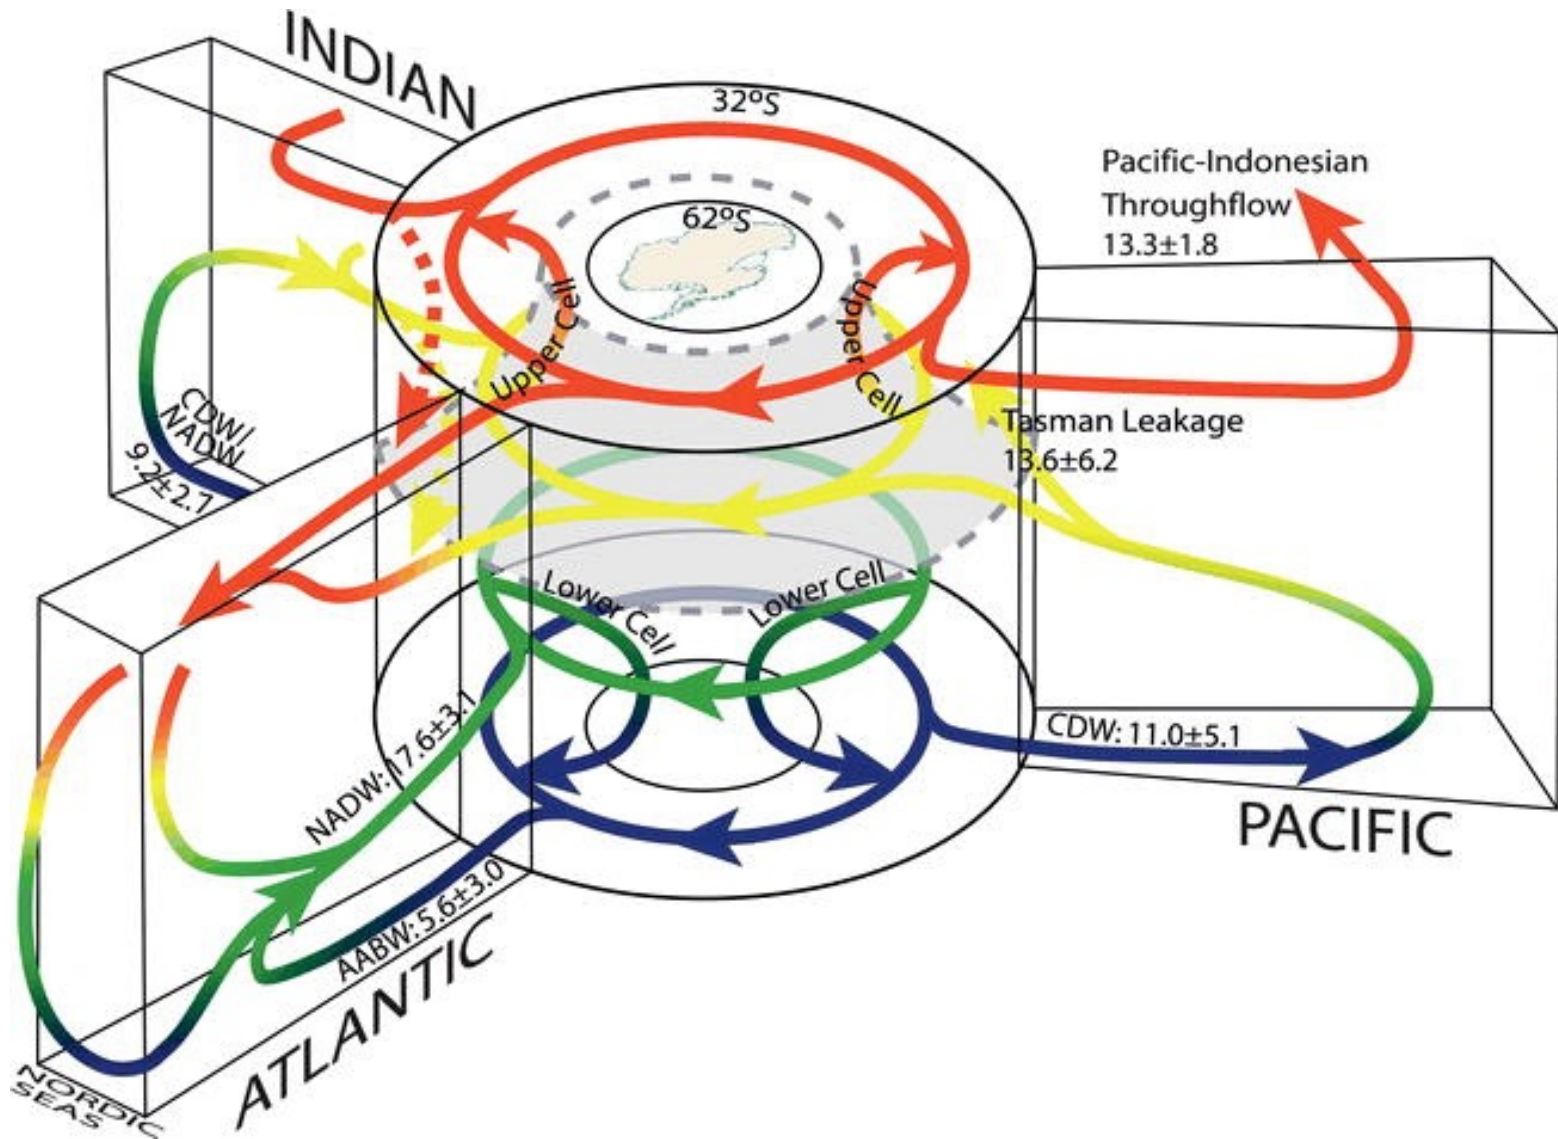 INDIAN
32ºS
Pacific-Indonesian
Throughflow
13.3±1.8
62ºS
Upper Cell
Upper Cell
Tasman Leakage
13.6±6.2
CDW/
NADW
9.2±2.7
Lower Cell
Lower Cell
NADW: 17.6±3.1
CDW: 11.0±5.1
PACIFIC
AABW: 5.6±3.0
ATLANTIC
NORDIC
SEAS